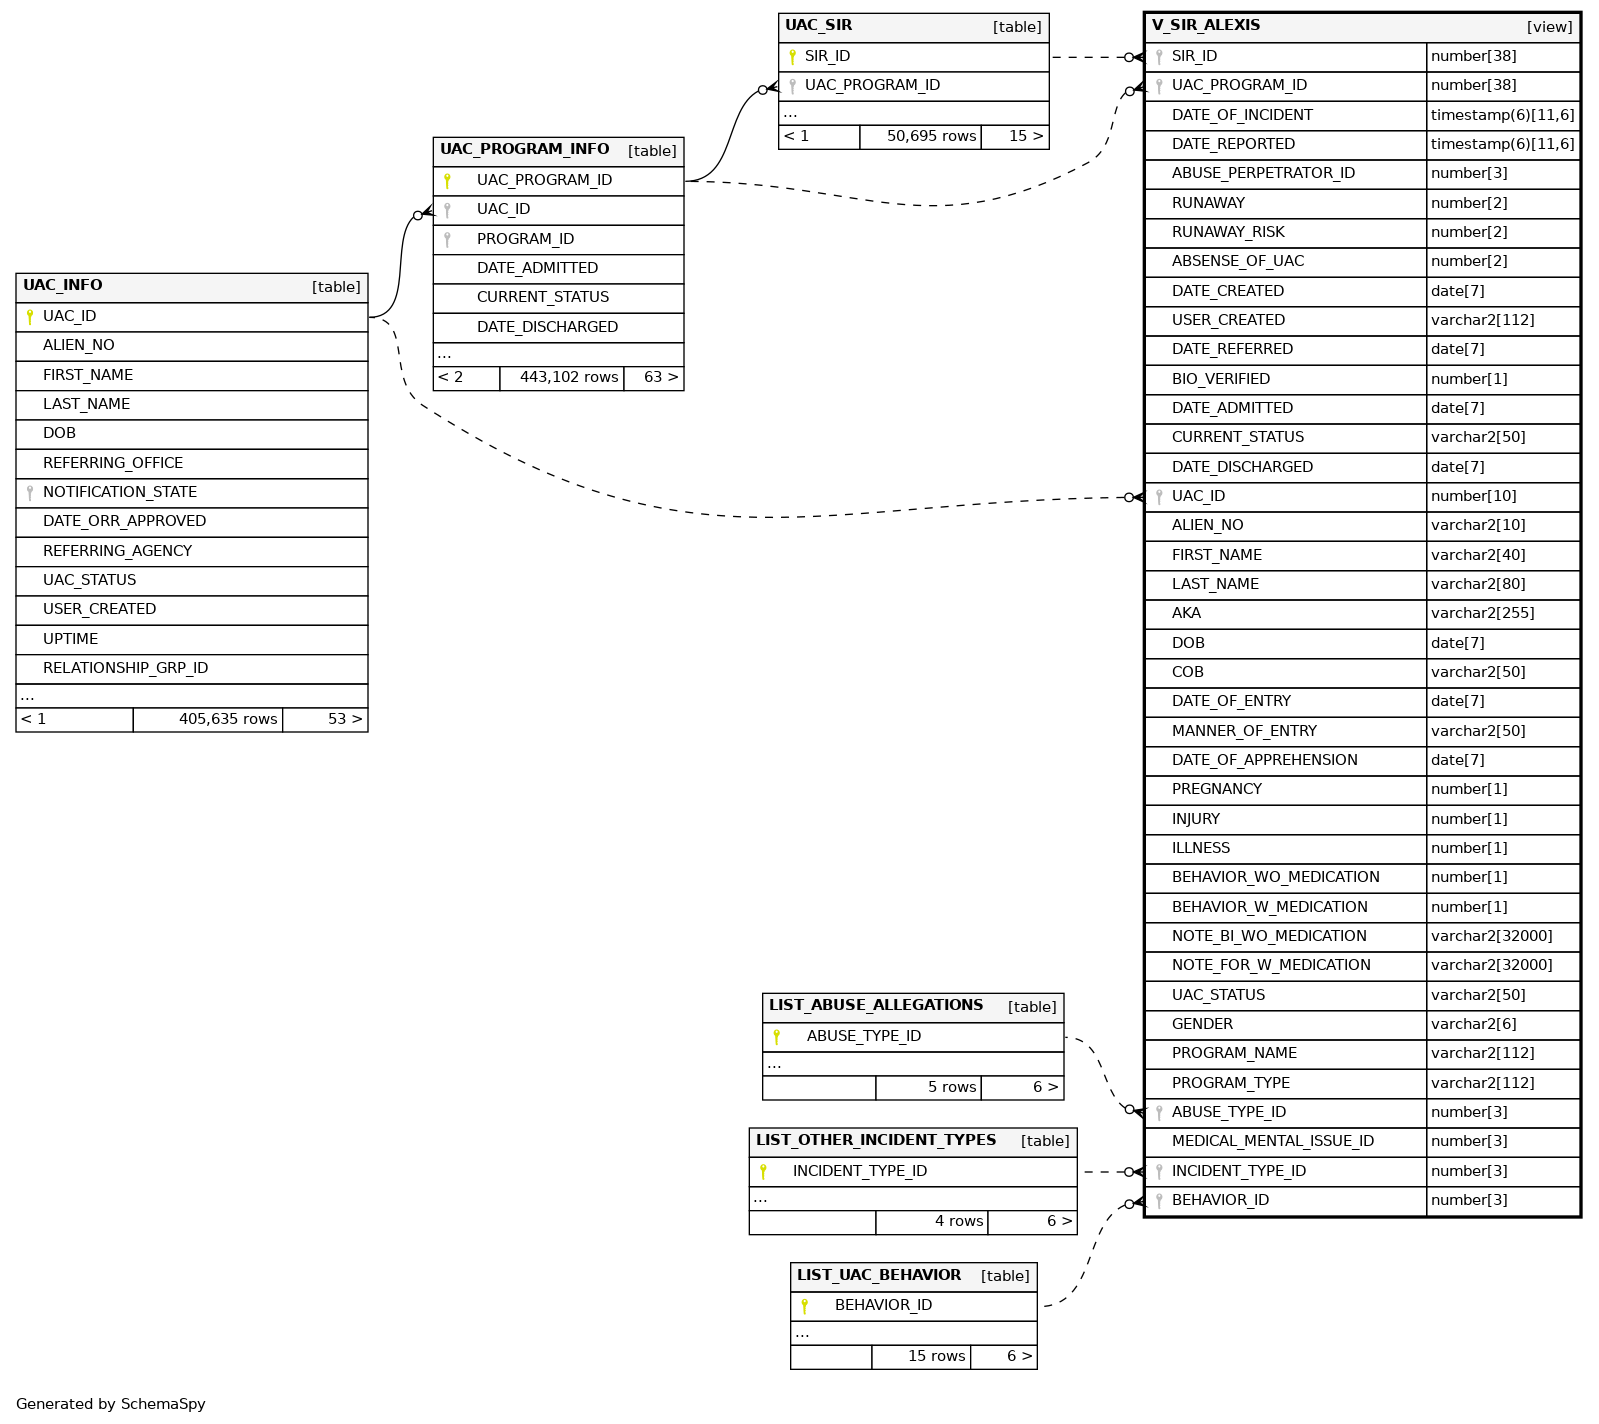 UAC_SIR [table]
SIR_ID
UAC_PROGRAM_ID
...
< 1 50,695 rows 15 >
V_SIR_ALEXIS [view]
SIR_ID number[38]
UAC_PROGRAM_ID number[38]
DATE_OF_INCIDENT timestamp(6)[11,6]
DATE_REPORTED timestamp(6)[11,6]
ABUSE_PERPETRATOR_ID number[3]
RUNAWAY number[2]
RUNAWAY_RISK number[2]
ABSENSE_OF_UAC number[2]
DATE_CREATED date[7]
USER_CREATED varchar2[112]
DATE_REFERRED date[7]
BIO_VERIFIED number[1]
DATE_ADMITTED date[7]
CURRENT_STATUS varchar2[50]
DATE_DISCHARGED date[7]
UAC_ID number[10]
ALIEN_NO varchar2[10]
FIRST_NAME varchar2[40]
LAST_NAME varchar2[80]
AKA varchar2[255]
DOB date[7]
COB varchar2[50]
DATE_OF_ENTRY date[7]
MANNER_OF_ENTRY varchar2[50]
DATE_OF_APPREHENSION date[7]
PREGNANCY number[1]
INJURY number[1]
ILLNESS number[1]
BEHAVIOR_WO_MEDICATION number[1]
BEHAVIOR_W_MEDICATION number[1]
NOTE_BI_WO_MEDICATION varchar2[32000]
NOTE_FOR_W_MEDICATION varchar2[32000]
UAC_STATUS varchar2[50]
GENDER varchar2[6]
PROGRAM_NAME varchar2[112]
PROGRAM_TYPE varchar2[112]
ABUSE_TYPE_ID number[3]
MEDICAL_MENTAL_ISSUE_ID number[3]
INCIDENT_TYPE_ID number[3]
BEHAVIOR_ID number[3]
UAC_PROGRAM_INFO [table]
UAC_PROGRAM_ID
UAC_ID
PROGRAM_ID
DATE_ADMITTED
CURRENT_STATUS
DATE_DISCHARGED
...
< 2 443,102 rows 63 >
UAC_INFO [table]
UAC_ID
ALIEN_NO
FIRST_NAME
LAST_NAME
DOB
REFERRING_OFFICE
NOTIFICATION_STATE
DATE_ORR_APPROVED
REFERRING_AGENCY
UAC_STATUS
USER_CREATED
UPTIME
RELATIONSHIP_GRP_ID
...
< 1 405,635 rows 53 >
LIST_ABUSE_ALLEGATIONS [table]
ABUSE_TYPE_ID
...
5 rows 6 >
LIST_OTHER_INCIDENT_TYPES [table]
INCIDENT_TYPE_ID
...
4 rows 6 >
LIST_UAC_BEHAVIOR [table]
BEHAVIOR_ID
...
15 rows 6 >
Generated by SchemaSpy